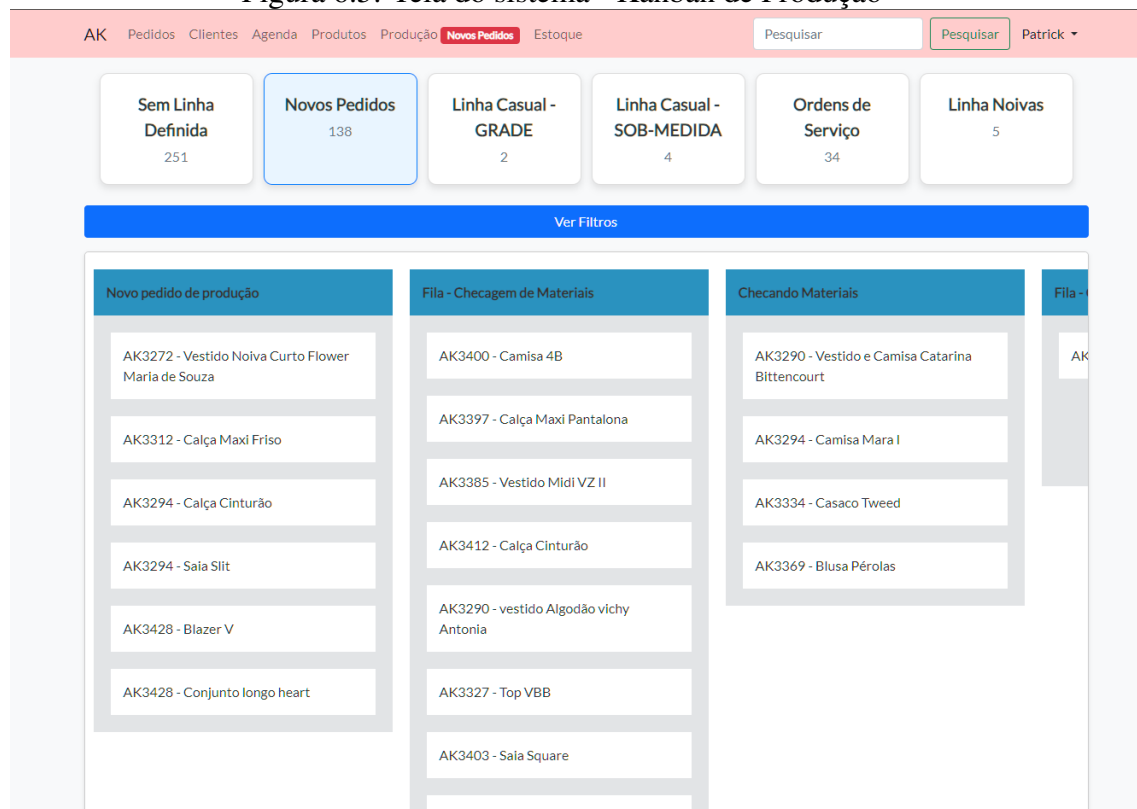 AK Pedidos Clientes Agenda Produtos Produção Novos Pedidos Estoque Pesquisar Pesquisar Patrick
Sem Linha
Definida
251
Novos Pedidos
138
Linha Casual -
GRADE
2
Linha Casual -
SOB-MEDIDA
4
Ordens de
Serviço
34
Linha Noivas
5
Ver Filtros
Novo pedido de produção
AK3272 - Vestido Noiva Curto Flower
Maria de Souza
AK3312 - Calça Maxi Friso
AK3294 - Calça Cinturão
AK3294 - Saia Slit
AK3428 - Blazer V
AK3428 - Conjunto longo heart
Fila - Checagem de Materiais
AK3400 - Camisa 4B
AK3397 - Calça Maxi Pantalona
AK3385 - Vestido Midi VZ II
AK3412 - Calça Cinturão
AK3290 - vestido Algodão vichy
Antonia
AK3327 - Top VBB
AK3403 - Saia Square
Checando Materiais
AK3290 - Vestido e Camisa Catarina
Bittencourt
AK3294 - Camisa Mara I
AK3334 - Casaco Tweed
AK3369 - Blusa Pérolas
Fila -
AK